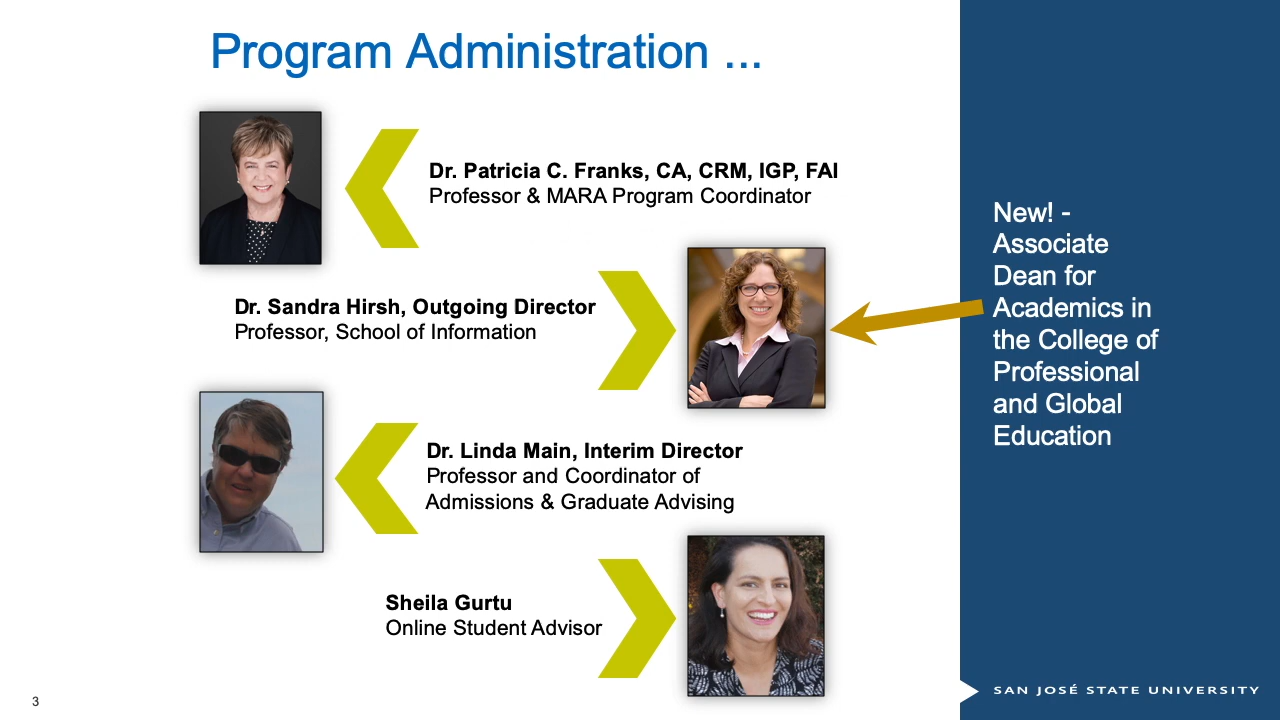 Program Administration ...
Dr. Patricia C. Franks, CA, CRM, IGP, FAI
Professor & MARA Program Coordinator
Dr. Sandra Hirsh, Outgoing Director
Professor, School of Information
Dr. Linda Main, Interim Director
Professor and Coordinator of
Admissions & Graduate Advising
Sheila Gurtu
Online Student Advisor
New! -
Associate
Dean for
Academics in
the College of
Professional
and Global
Education
3
SAN JOSÉ STATE UNIVERSITY